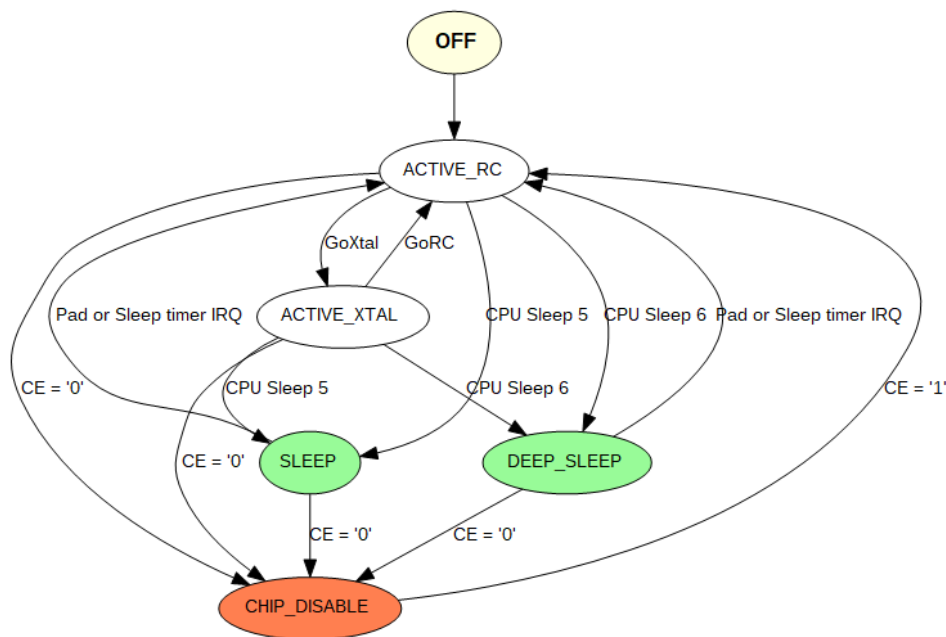 OFF
ACTIVE_RC
GoXtal
GoRC
Pad or Sleep timer IRQ
ACTIVE_XTAL
CPU Sleep 5
CPU Sleep 6
Pad or Sleep timer IRQ
CE = '0'
CPU Sleep 5
CPU Sleep 6
CE = '1'
CE = '0'
SLEEP
DEEP_SLEEP
CE = '0'
CE = '0'
CHIP_DISABLE